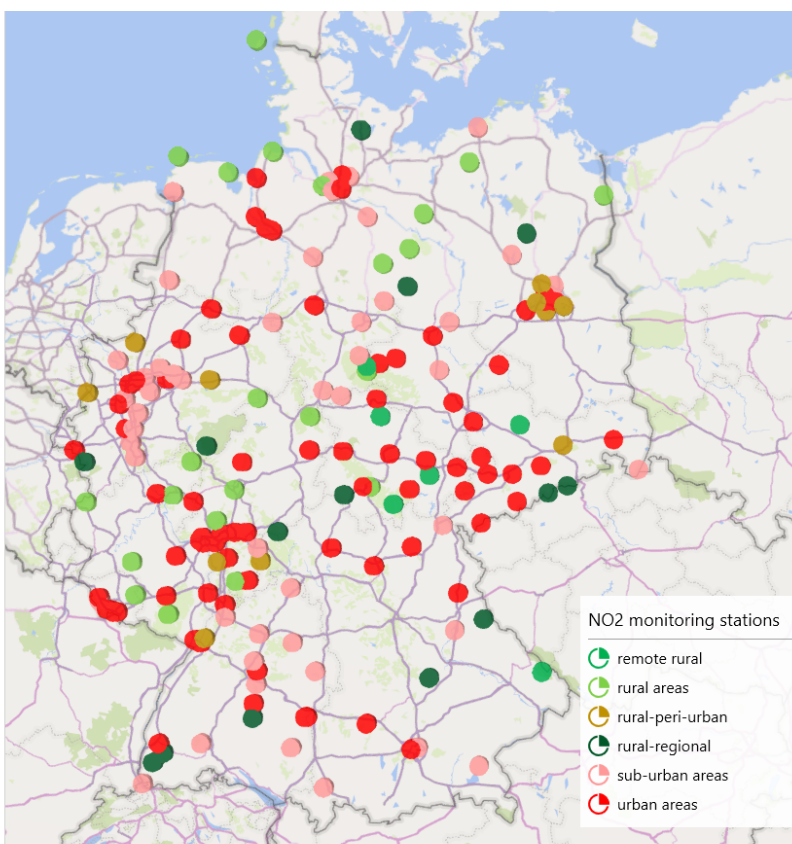 NO2 monitoring stations
remote rural
rural areas
rural-peri-urban
rural-regional
sub-urban areas
urban areas